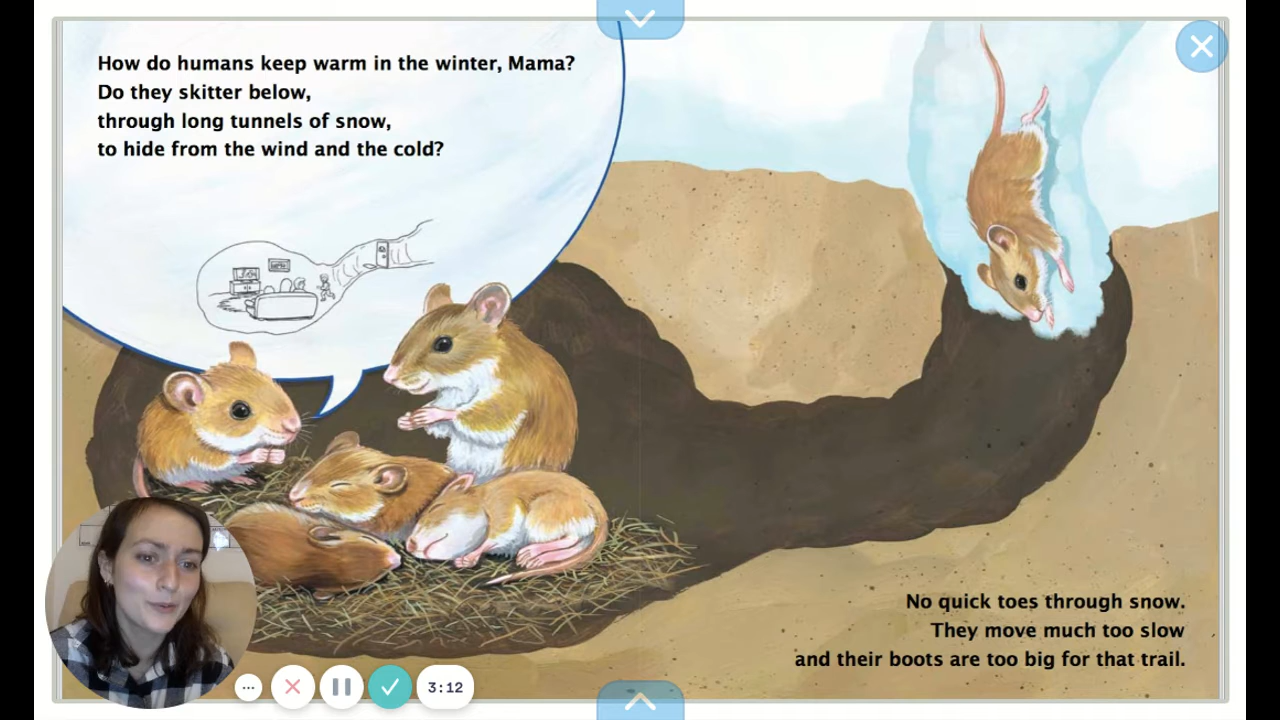 How do humans keep warm in the winter, Mama?
Do they skitter below,
through long tunnels of snow,
to hide from the wind and the cold?
No quick toes through snow.
They move much too slow
and their boots are too big for that trail.
3:12